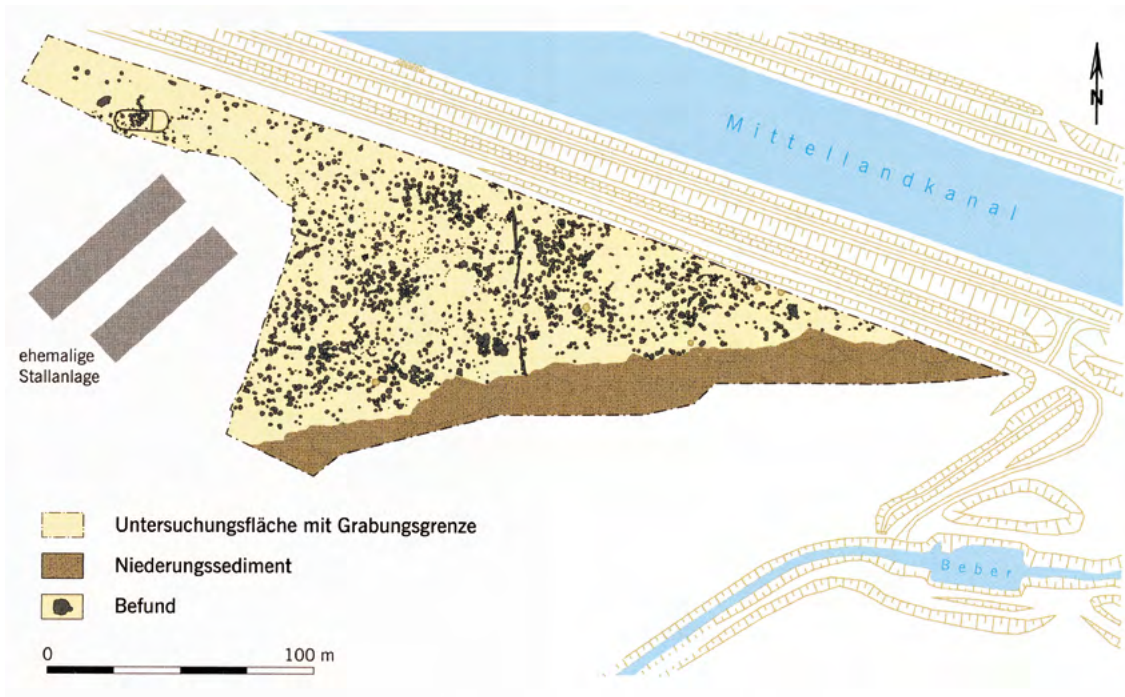 N
Mittellandkanal
ehemalige
Stallanlage
Untersuchungsfläche mit Grabungsgrenze
Niederungssediment
Befund
Beber
0 100 m